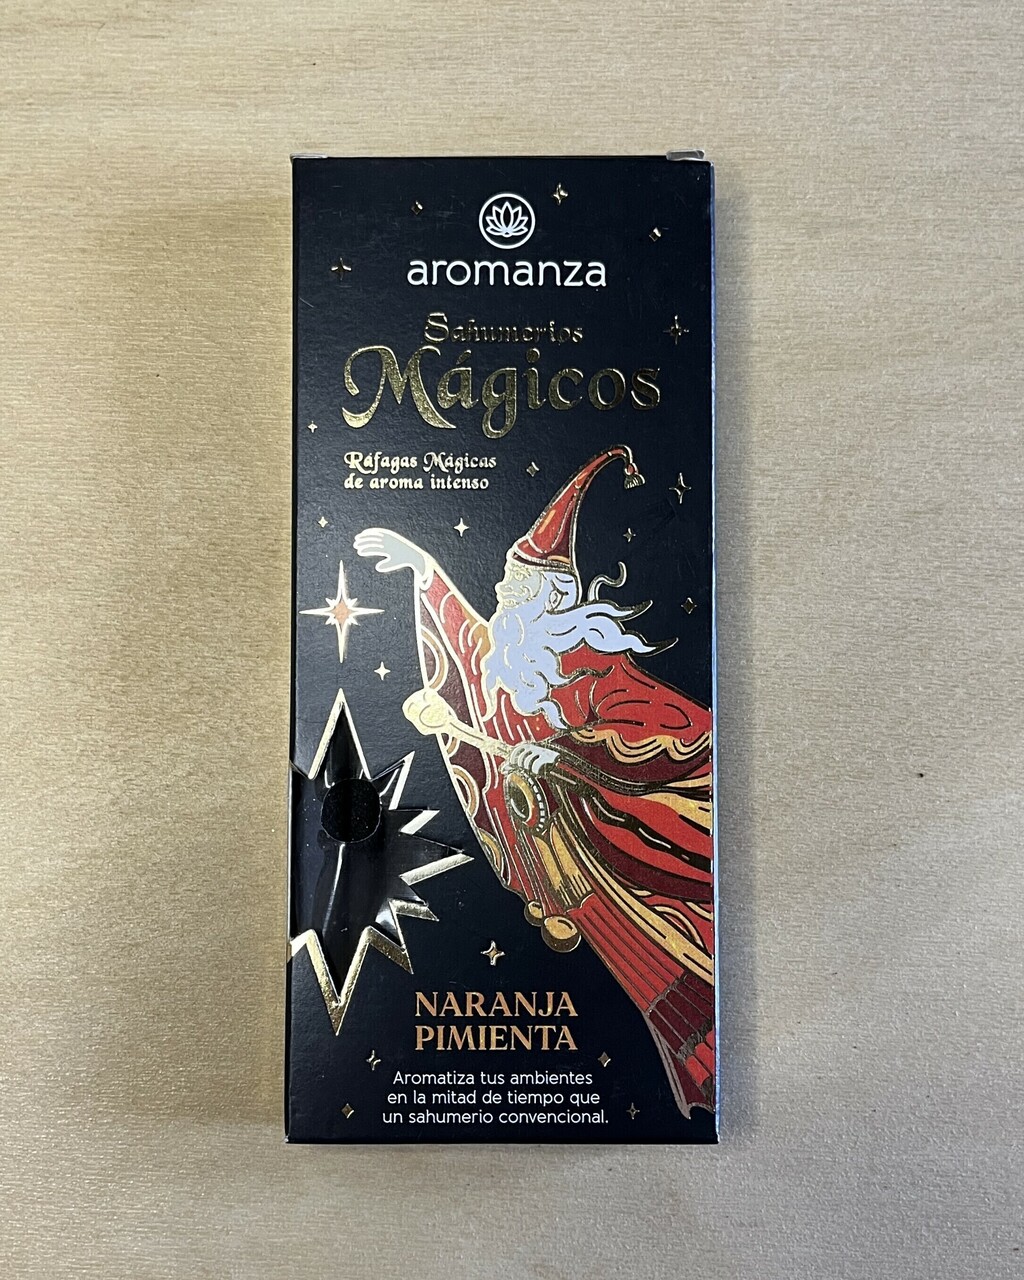 aromanza
Sahumerios
Mágicos
Ráfagas Mágicas
de aroma intenso
NARANJA
PIMIENTA
Aromatiza tus ambientes
en la mitad de tiempo que
un sahumerio convencional.